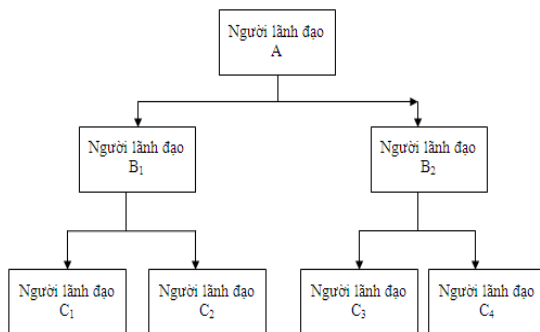 Người lãnh đạo
A
Người lãnh đạo
B₁
Người lãnh đạo
B₂
Người lãnh đạo
C₁
Người lãnh đạo
C₂
Người lãnh đạo
C₃
Người lãnh đạo
C₄